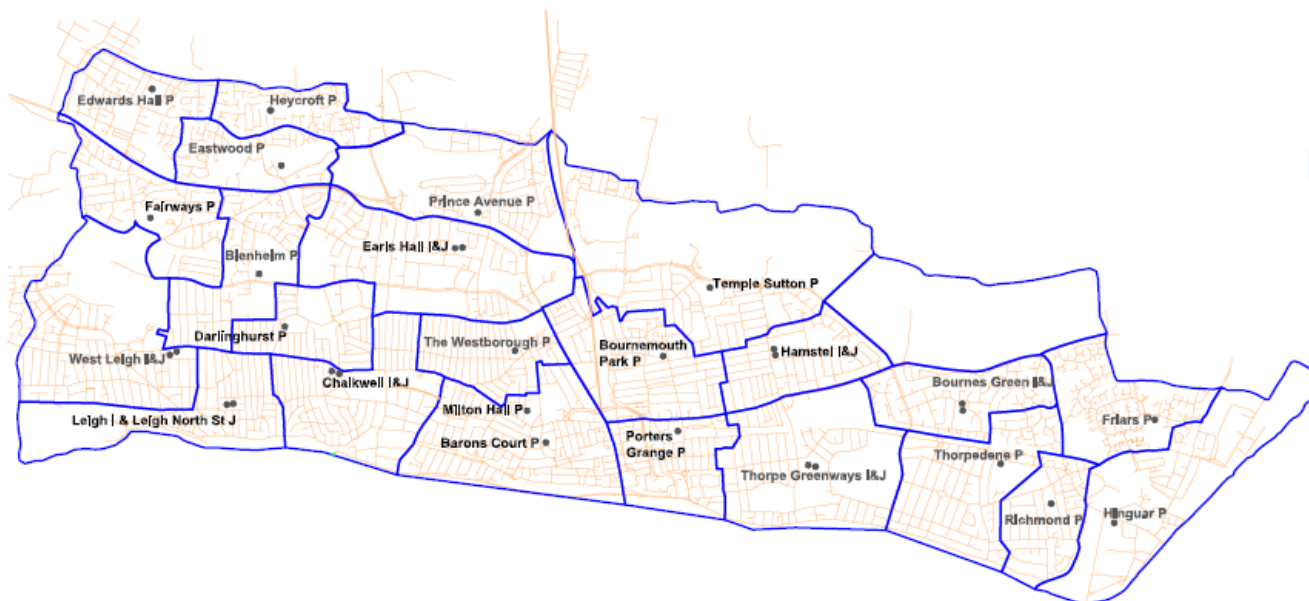 Edwards Hall P
Heycroft P
Eastwood P
Fairways P
Prince Avenue P
Blenheim P
Earls Hall I&J
Temple Sutton P
Darlinghurst P
The Westborough P
Bournemouth
Park P
Hamstel I&J
West Leigh I&J
Chalkwell I&J
Bournes Green I&J
Leigh I & Leigh North St J
Milton Hall P
Friars P
Barons Court P
Porters
Grange P
Thorpedene P
Thorpe Greenways I&J
Richmond P
Hinguar P